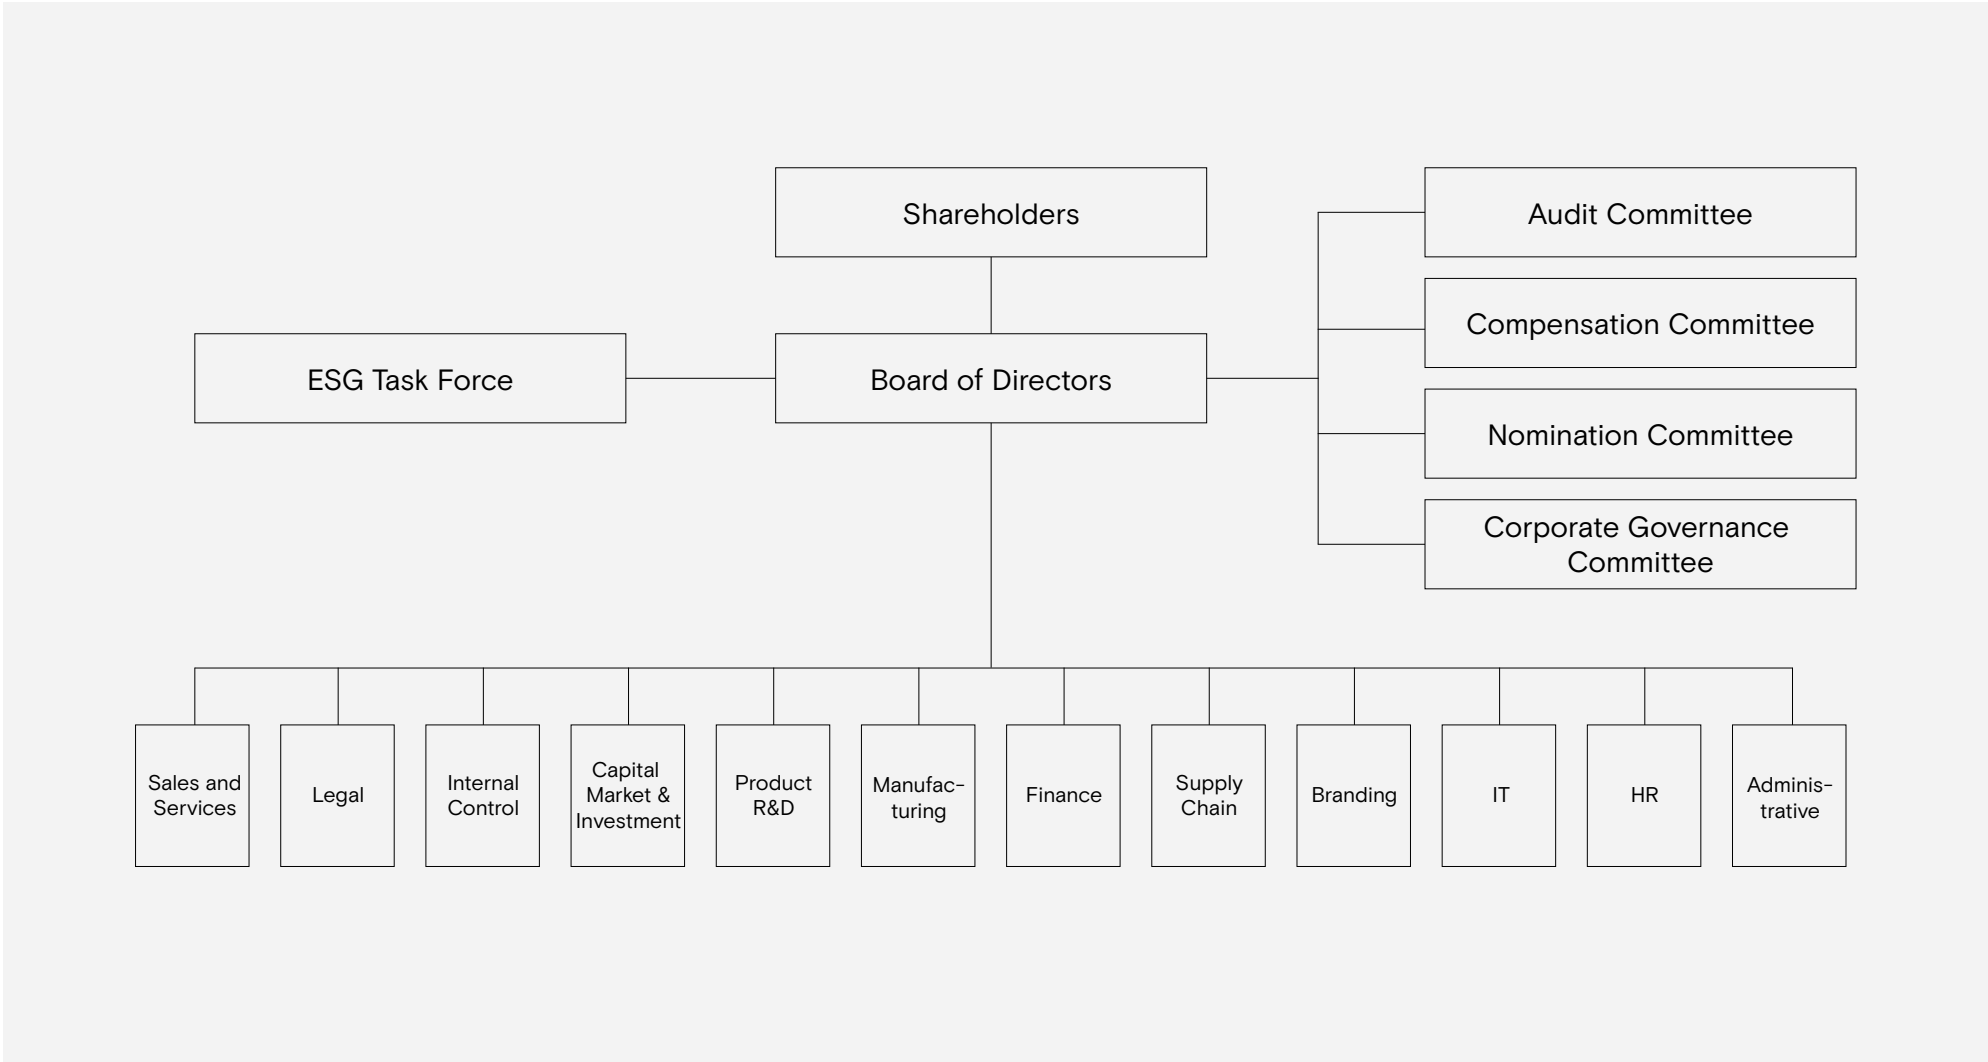 Shareholders
Audit Committee
Compensation Committee
ESG Task Force
Board of Directors
Nomination Committee
Corporate Governance
Committee
Sales and
Services
Legal
Internal
Control
Capital
Market &
Investment
Product
R&D
Manufac-
turing
Finance
Supply
Chain
Branding
IT
HR
Adminis-
trative